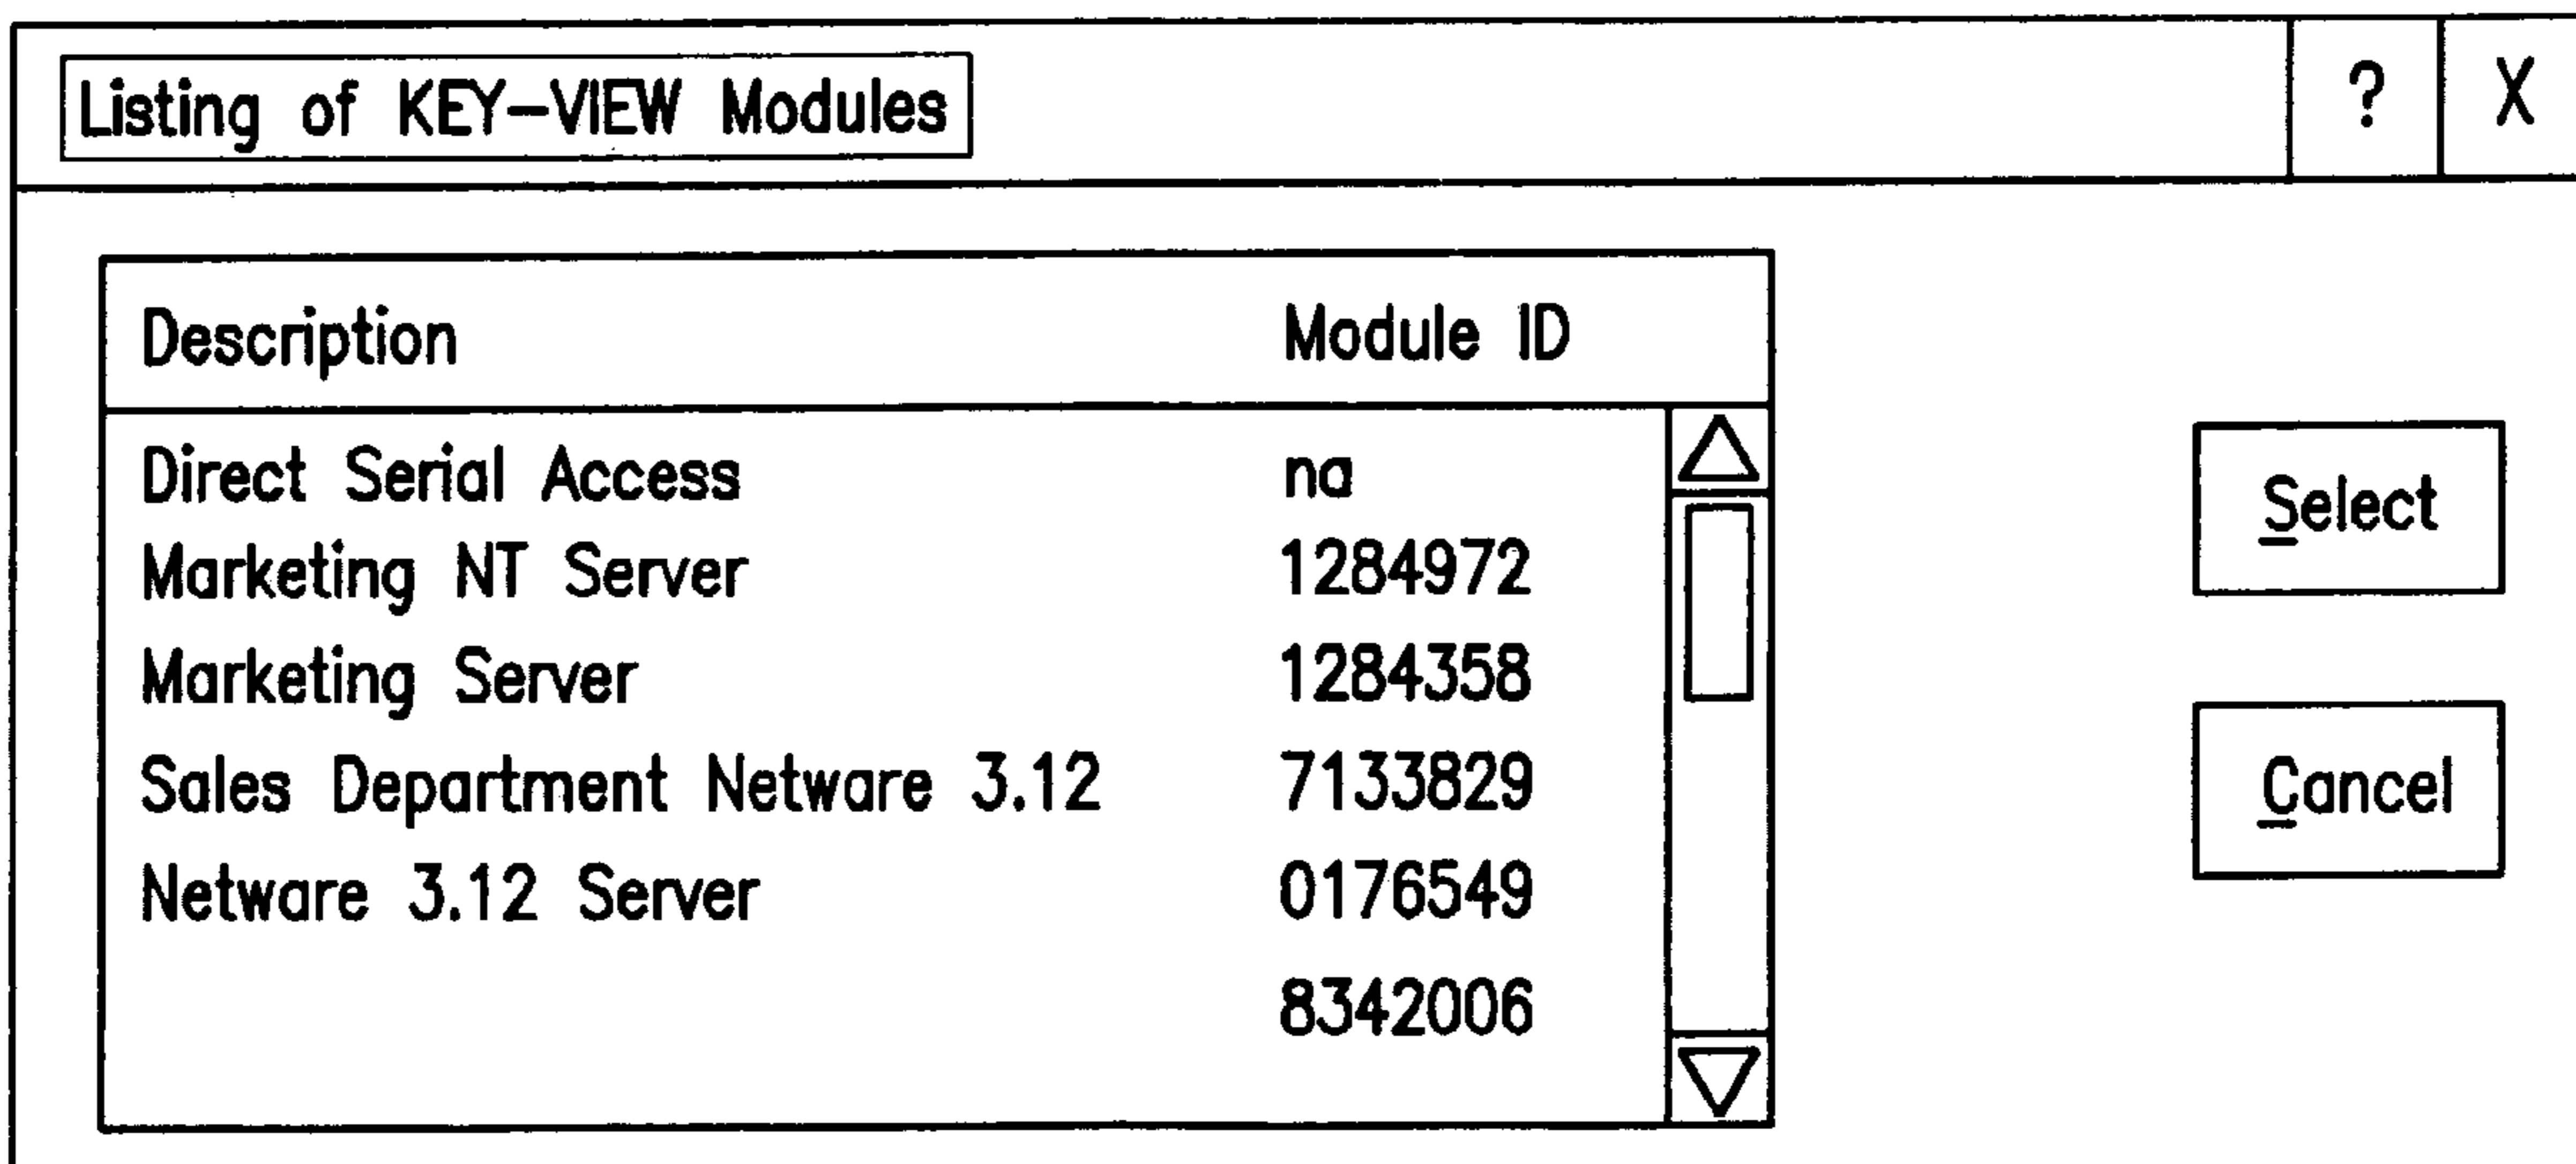 Listing of KEY-VIEW Modules ? X
Description Module ID
Direct Serial Access na
Marketing NT Server 1284972
Marketing Server 1284358
Sales Department Netware 3.12 7133829
Netware 3.12 Server 0176549
8342006
Select
Cancel